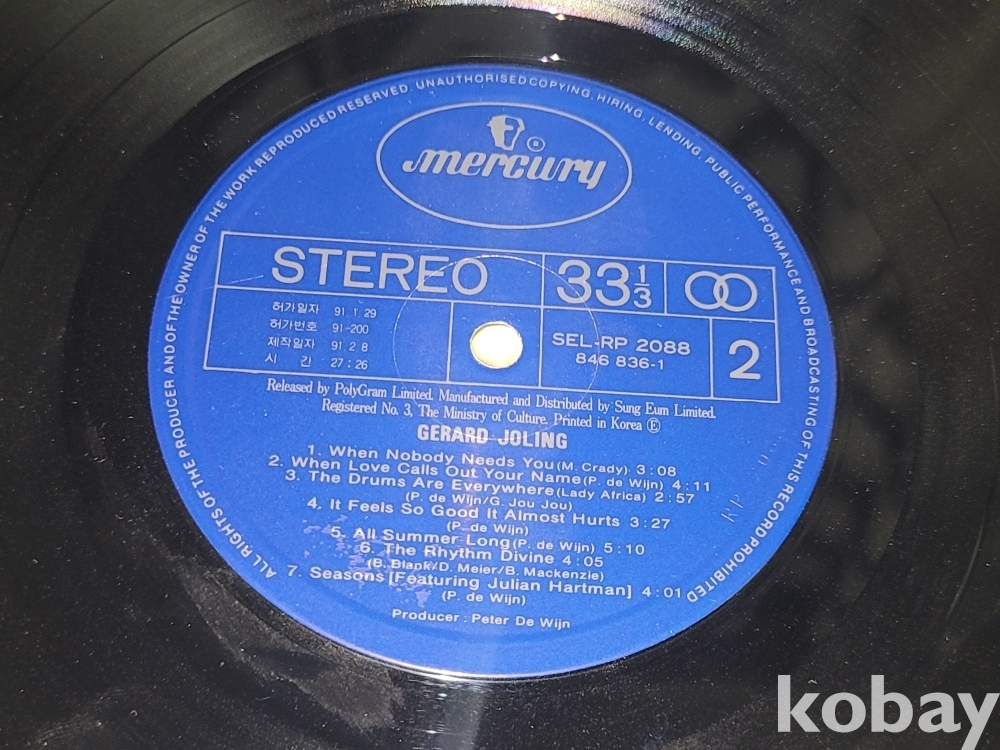 ALL RIGHTS OF THE PRODUCER AND OF THE OWNER OF THE WORK REPRODUCED RESERVED. UNAUTHORISED COPYING, HIRING, LENDING, PUBLIC PERFORMANCE AND BROADCASTING OF THIS RECORD PROHIBITED
®
mercury
STEREO 33 1/3
허가일자 91.1.29
허가번호 91-200
제작일자 91 2 8
시 간 27:26
SEL-RP 2088
846 836-1
2
Released by PolyGram Limited. Manufactured and Distributed by Sung Eum Limited.
Registered No. 3, The Ministry of Culture. Printed in Korea Ⓔ
GERARD JOLING
1. When Nobody Needs You (M. Crady) 3:08
2. When Love Calls Out Your Name (P. de Wijn) 4:11
3. The Drums Are Everywhere (Lady Africa) 2:57
(P. de Wijn/G. Jou Jou)
4. It Feels So Good It Almost Hurts 3:27
(P. de Wijn)
5. All Summer Long (P. de Wijn) 5:10
6. The Rhythm Divine 4:05
(B. Blank/D. Meier/B. Mackenzie)
7. Seasons [Featuring Julian Hartman] 4:01
(P. de Wijn)
Producer : Peter De Wijn
RP
kobay